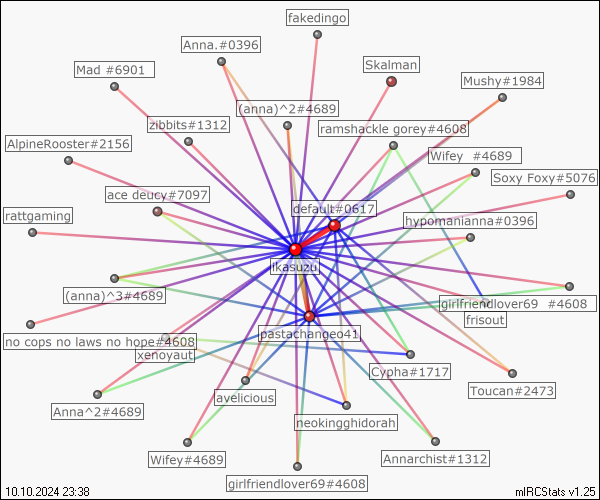 fakedingo
Anna.#0396
Skalman
Mad #6901
Mushy#1984
(anna)^2#4689
zibbits#1312
ramshackle gorey#4608
AlpineRooster#2156
Wifey #4689
Soxy Foxy#5076
ace deucy#7097
default#0617
rattgaming
hypomanianna#0396
ikasuzu
(anna)^3#4689
girlfriendlover69 #4608
frisout
pastachangeo41
no cops no laws no hope#4608
xenoyaut
Cypha#1717
Toucan#2473
avelicious
Anna^2#4689
neokingghidorah
Wifey#4689
Annarchist#1312
girlfriendlover69#4608
10.10.2024 23:38
mIRCStats v1.25